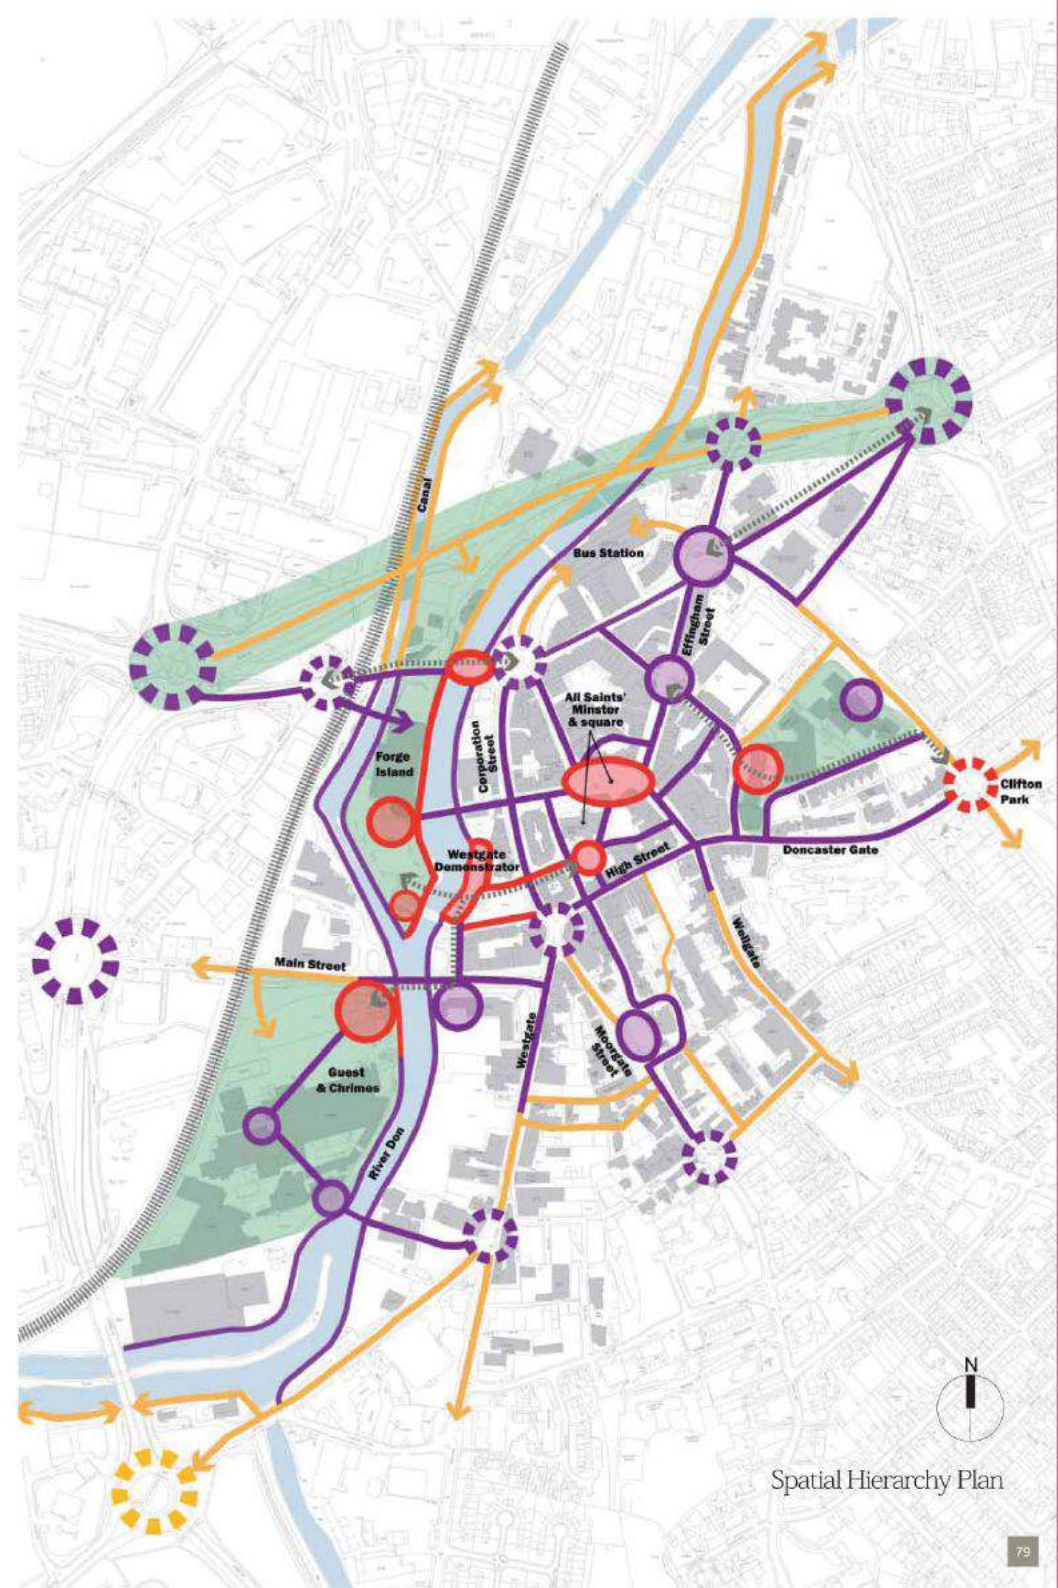 Canal
Bus Station
Effingham
Street
All Saints'
Minster
& square
Corporation
Street
Forge
Island
Clifton
Park
Westgate
Demonstrator
High Street
Doncaster Gate
Wellgate
Main Street
Westgate
Moorgate
Street
Guest
& Chrimes
River Don
N
Spatial Hierarchy Plan
79